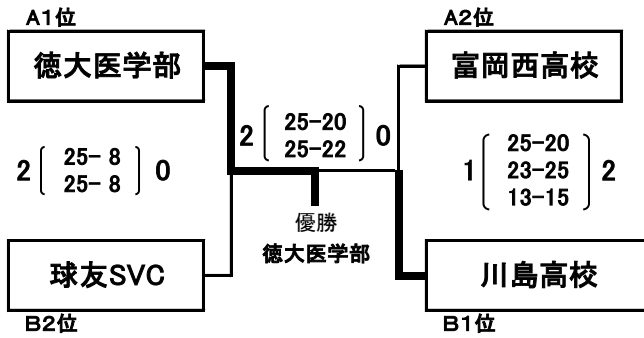 A1位
A2位
徳大医学部
富岡西高校
2 25-20 0
25-22
2 25- 8 0
25- 8
1 25-20 2
23-25
13-15
優勝
徳大医学部
球友SVC
川島高校
B2位
B1位